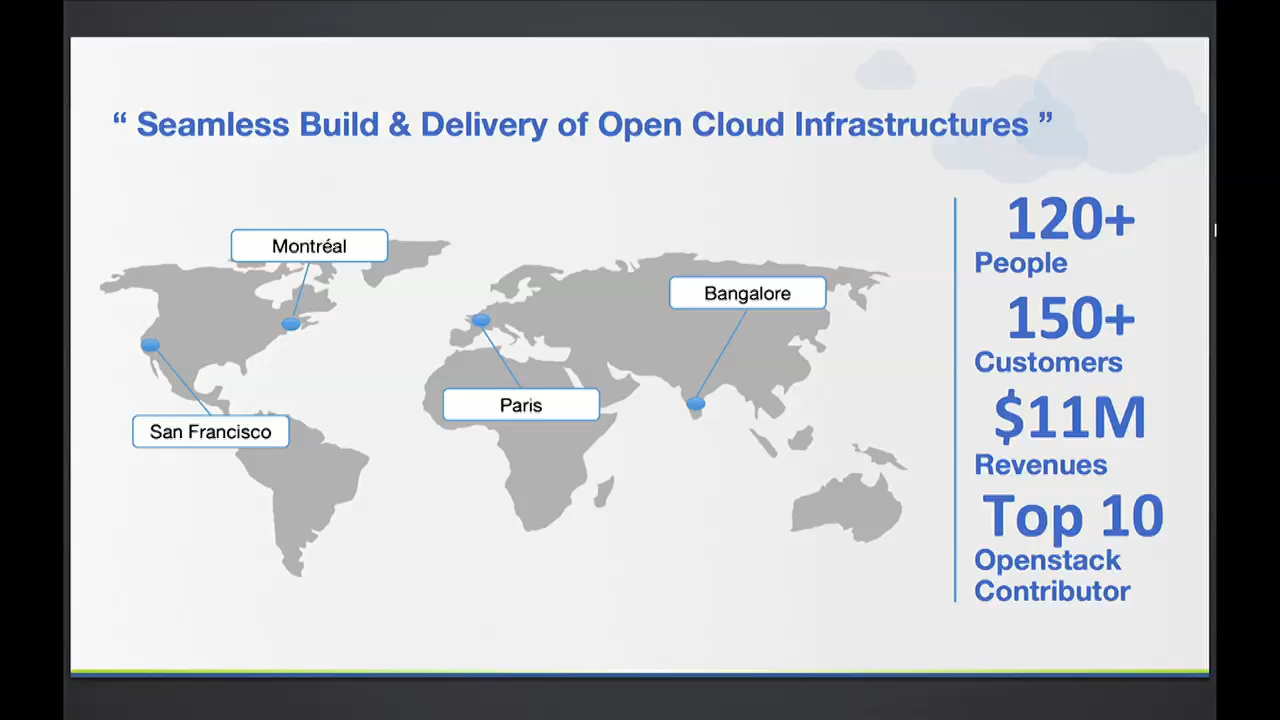 “ Seamless Build & Delivery of Open Cloud Infrastructures ”
Montréal
San Francisco
Paris
Bangalore
120+
People
150+
Customers
$11M
Revenues
Top 10
Openstack
Contributor